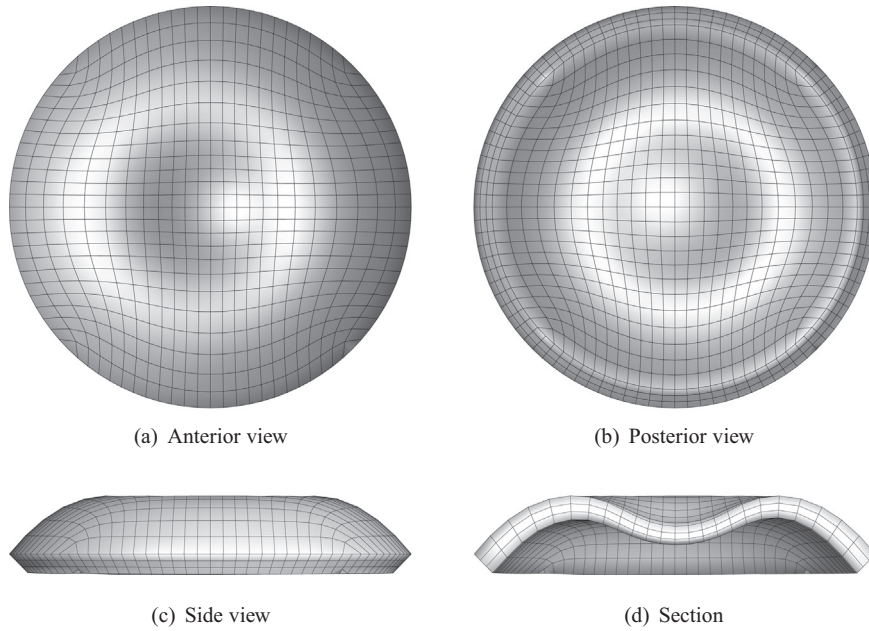 (a) Anterior view
(b) Posterior view
(c) Side view
(d) Section